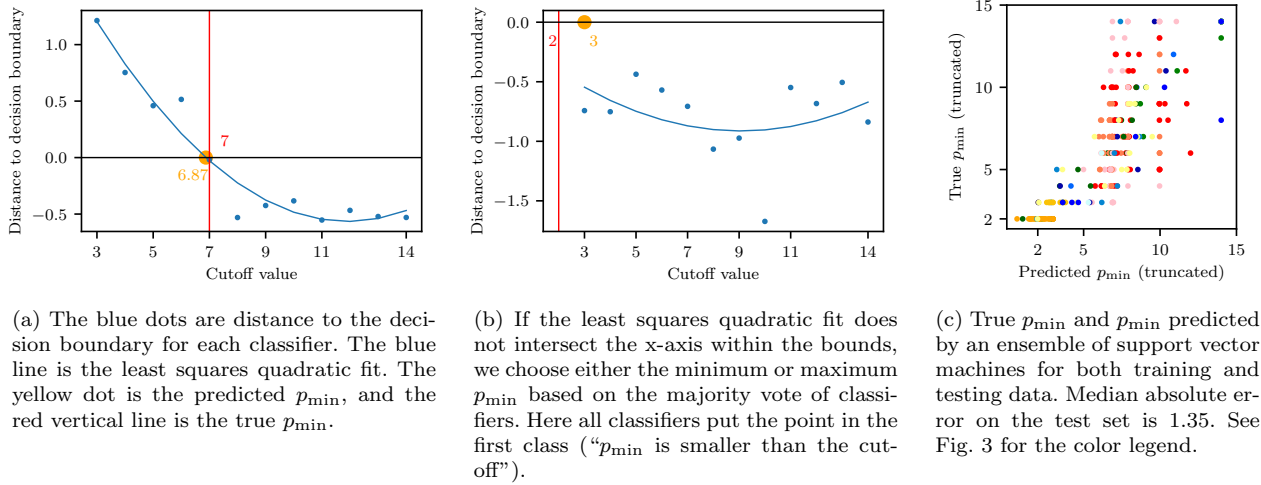 Distance to decision boundary
1.0
0.5
0.0
−0.5
7
6.87
3
5
7
9
11
14
Cutoff value
Distance to decision boundary
0.0
−0.5
−1.0
−1.5
2
3
3
5
7
9
11
14
Cutoff value
True pmin (truncated)
15
10
5
2
2
5
10
15
Predicted pmin (truncated)
(a) The blue dots are distance to the deci-
sion boundary for each classifier. The blue
line is the least squares quadratic fit. The
yellow dot is the predicted pmin, and the
red vertical line is the true pmin.
(b) If the least squares quadratic fit does
not intersect the x-axis within the bounds,
we choose either the minimum or maximum
pmin based on the majority vote of classi-
fiers. Here all classifiers put the point in the
first class (“pmin is smaller than the cut-
off”).
(c) True pmin and pmin predicted
by an ensemble of support vector
machines for both training and
testing data. Median absolute er-
ror on the test set is 1.35. See
Fig. 3 for the color legend.